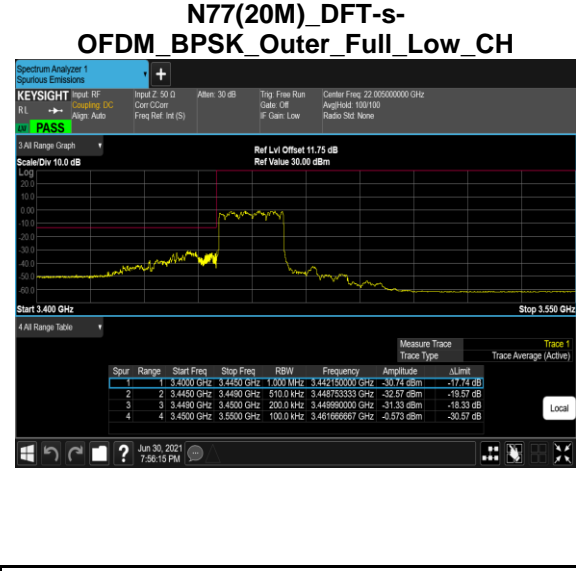 N77(20M)_DFT-s-
OFDM_BPSK_Outer_Full_Low_CH
Spectrum Analyzer 1
Spurious Emissions
KEYSIGHT Input: RF Input Z: 50 Ω Atten: 30 dB Trig: Free Run Center Freq: 22.005000000 GHz
R L Coupling: DC Corr CCorr Gate: Off Avg|Hold: 100/100
Align: Auto Freq Ref: Int (S) IF Gain: Low Radio Std: None
PASS
3 All Range Graph
Ref Lvl Offset 11.75 dB
Scale/Div 10.0 dB Ref Value 30.00 dBm
Log
20.0
10.0
0.00
-10.0
-20.0
-30.0
-40.0
-50.0
-60.0
Start 3.400 GHz Stop 3.550 GHz
4 All Range Table
Measure Trace Trace 1
Trace Type Trace Average (Active)
Spur Range Start Freq Stop Freq RBW Frequency Amplitude ΔLimit
1 1 3.4000 GHz 3.4450 GHz 1.000 MHz 3.442150000 GHz -30.74 dBm -17.74 dB
2 2 3.4450 GHz 3.4490 GHz 510.0 kHz 3.448753333 GHz -32.57 dBm -19.57 dB
3 3 3.4490 GHz 3.4500 GHz 200.0 kHz 3.449990000 GHz -31.33 dBm -18.33 dB
4 4 3.4500 GHz 3.5500 GHz 100.0 kHz 3.461666667 GHz -0.573 dBm -30.57 dB
Local
Jun 30, 2021
7:56:15 PM